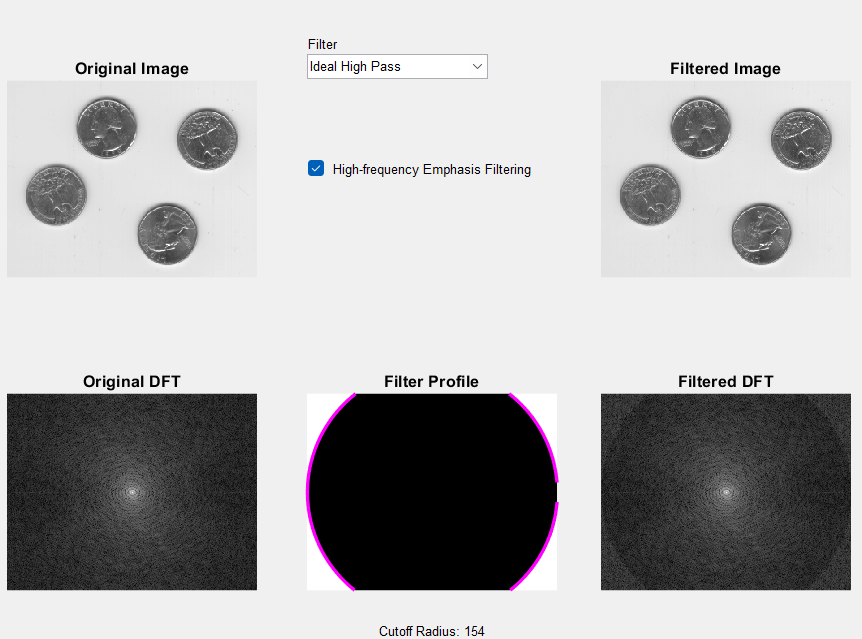 Filter
Original Image
Ideal High Pass
Filtered Image
High-frequency Emphasis Filtering
Original DFT
Filter Profile
Filtered DFT
Cutoff Radius: 154